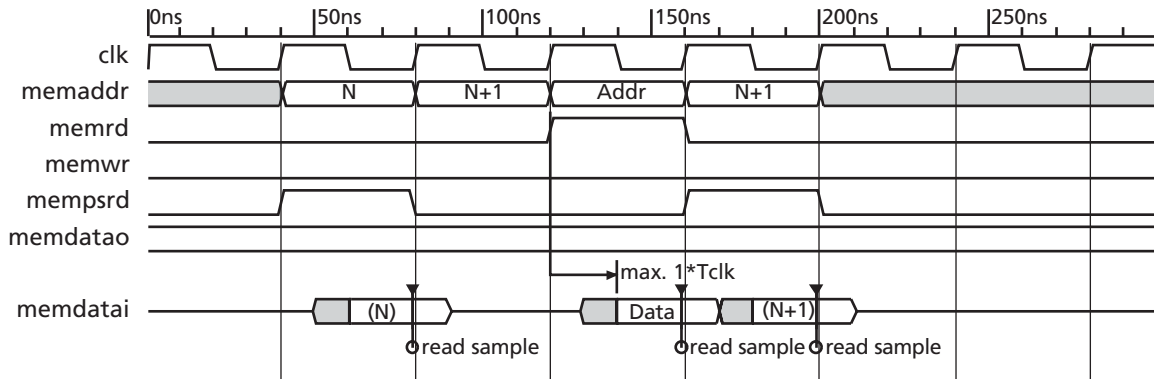 0ns 50ns 100ns 150ns 200ns 250ns
clk
memaddr N N+1 Addr N+1
memrd
memwr
mempsrd
memdatao
max. 1*Tclk
memdatai (N) Data (N+1)
read sample read sample read sample